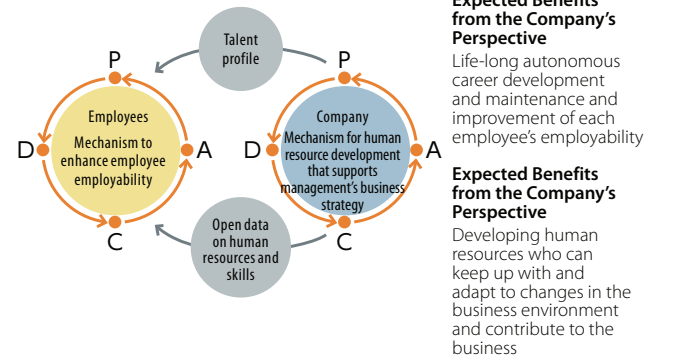 Talent
profile
P
D
A
C
Employees
Mechanism to
enhance employee
employability
P
D
A
C
Company
Mechanism for human
resource development
that supports
management's business
strategy
Open data
on human
resources and
skills
Expected Benefits
from the Company's
Perspective
Life-long autonomous
career development
and maintenance and
improvement of each
employee's employability
Expected Benefits
from the Company's
Perspective
Developing human
resources who can
keep up with and
adapt to changes in the
business environment
and contribute to the
business